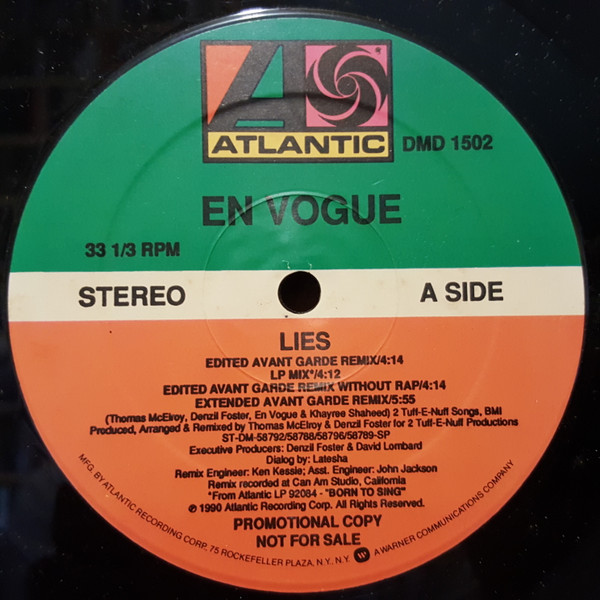 ATLANTIC
DMD 1502
EN VOGUE
33 1/3 RPM
STEREO
A SIDE
LIES
EDITED AVANT GARDE REMIX/4:14
LP MIX*/4:12
EDITED AVANT GARDE REMIX WITHOUT RAP/4:14
EXTENDED AVANT GARDE REMIX/5:55
(Thomas McElroy, Denzil Foster, En Vogue & Khayree Shaheed) 2 Tuff-E-Nuff Songs, BMI
Produced, Arranged & Remixed by Thomas McElroy & Denzil Foster for 2 Tuff-E-Nuff Productions
ST-DM-58792/58788/58796/58789-SP
Executive Producers: Denzil Foster & David Lombard
Dialog by: Latesha
Remix Engineer: Ken Kessie; Asst. Engineer: John Jackson
Remix recorded at Can Am Studio, California
*From Atlantic LP 92084 - "BORN TO SING"
℗ 1990 Atlantic Recording Corp. All Rights Reserved.
PROMOTIONAL COPY
NOT FOR SALE
MFG. BY ATLANTIC RECORDING CORP., 75 ROCKEFELLER PLAZA, N.Y., N.Y. A WARNER COMMUNICATIONS COMPANY